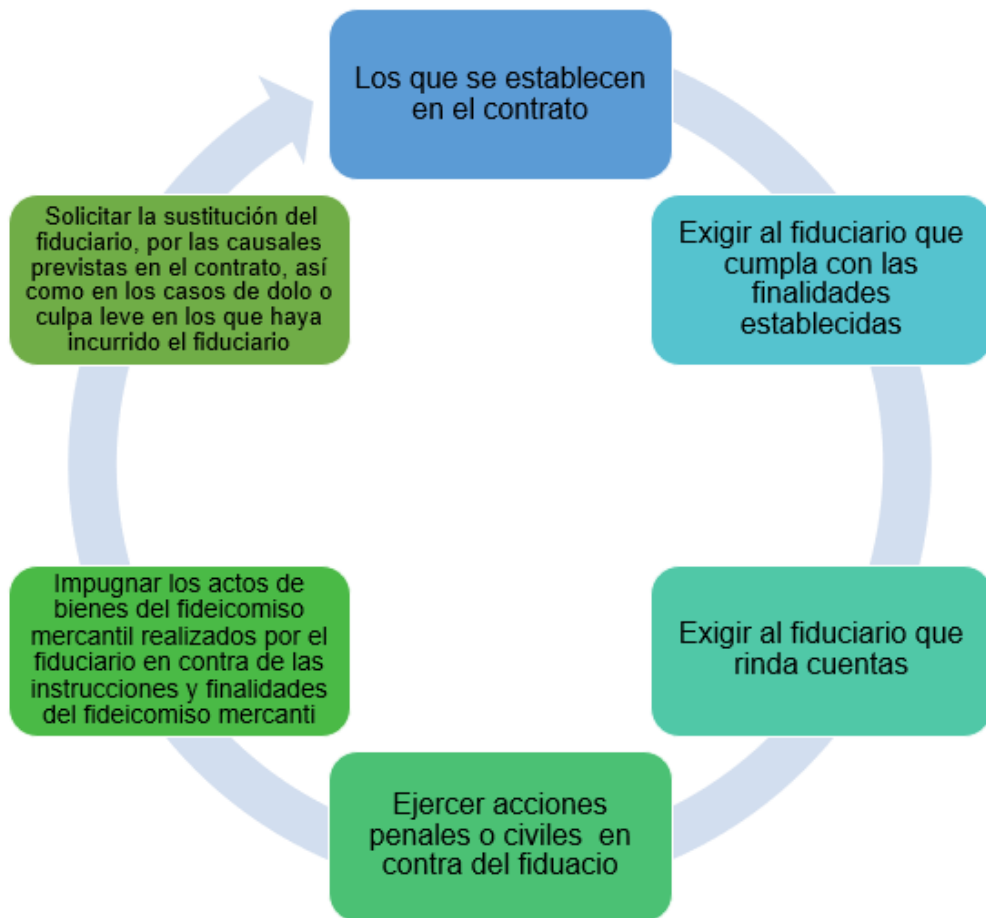 Los que se establecen
en el contrato
Exigir al fiduciario que
cumpla con las
finalidades
establecidas
Exigir al fiduciario que
rinda cuentas
Ejercer acciones
penales o civiles en
contra del fiduacio
Impugnar los actos de
bienes del fideicomiso
mercantil realizados por el
fiduciario en contra de las
instrucciones y finalidades
del fideicomiso mercanti
Solicitar la sustitución del
fiduciario, por las causales
previstas en el contrato, así
como en los casos de dolo o
culpa leve en los que haya
incurrido el fiduciario